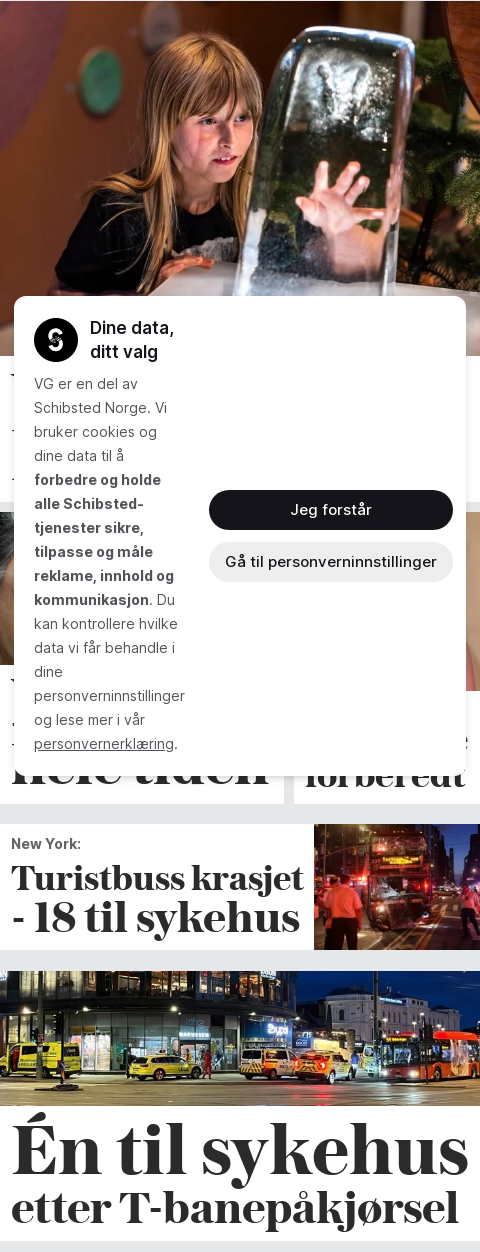 Dine data,
ditt valg
VG er en del av
Schibsted Norge. Vi
bruker cookies og
dine data til å
forbedre og holde
alle Schibsted-
tjenester sikre,
tilpasse og måle
reklame, innhold og
kommunikasjon. Du
kan kontrollere hvilke
data vi får behandle i
dine
personverninnstillinger
og lese mer i vår
personvernerklæring.
Jeg forstår
Gå til personverninnstillinger
hele tiden
forberedt
New York:
Turistbuss krasjet
- 18 til sykehus
Én til sykehus
etter T-banepåkjørsel